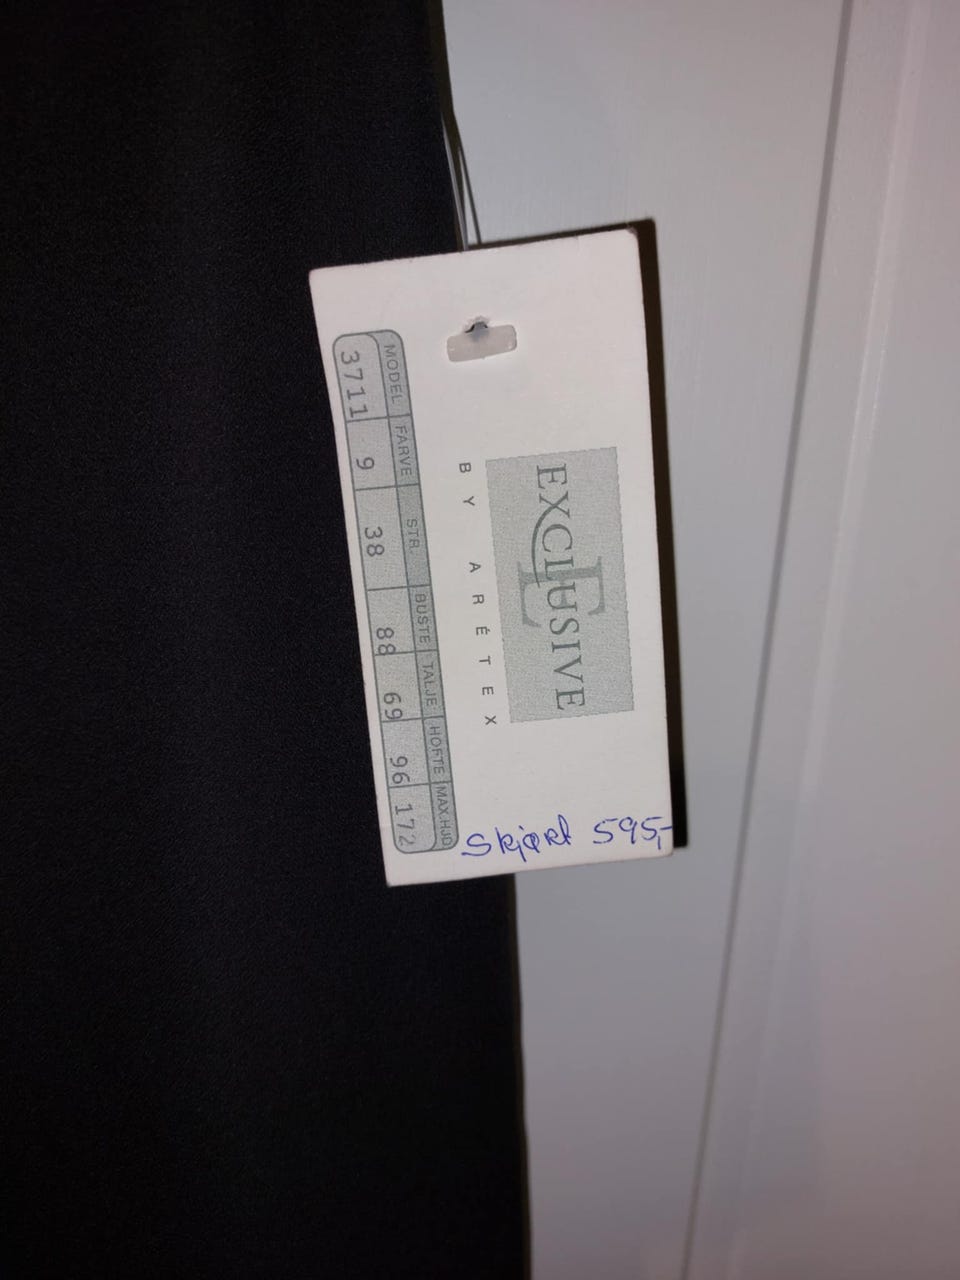 EXCLUSIVE
BY ARÉTEX
MODEL FARVE STR. BUSTE TALJE HOFTE MAX.HJD
3711 9 38 88 69 96 172
Skjørt 595,-